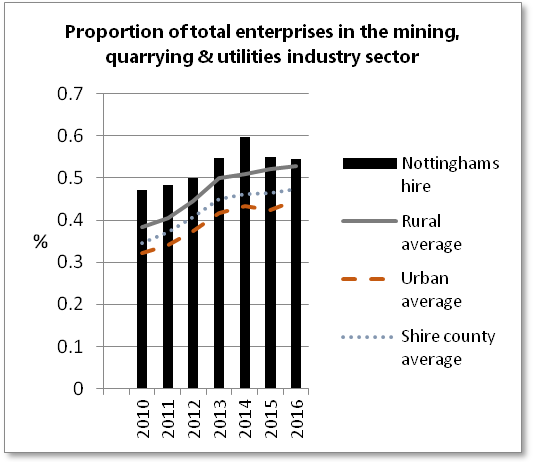 Proportion of total enterprises in the mining,
quarrying & utilities industry sector
0.7
0.6
0.5
0.4
0.3
0.2
0.1
0
%
2010
2011
2012
2013
2014
2015
2016
Nottinghams
hire
Rural
average
Urban
average
Shire county
average